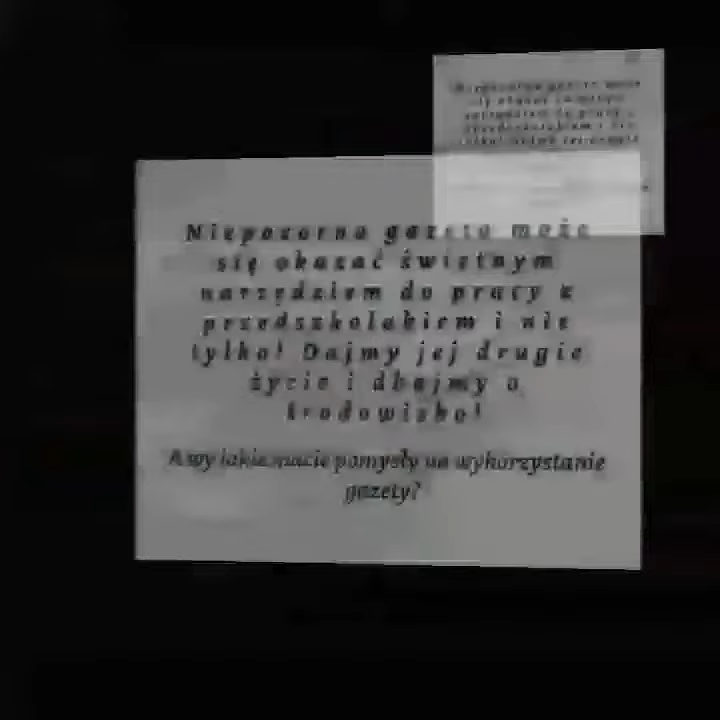 Niepozorna gazeta może
się okazać świetnym
narzędziem do pracy z
przedszkolakiem i nie
tylko! Dajmy jej drugie
życie i dbajmy o
środowisko!
A wy jakie macie pomysły na wykorzystanie
gazety?